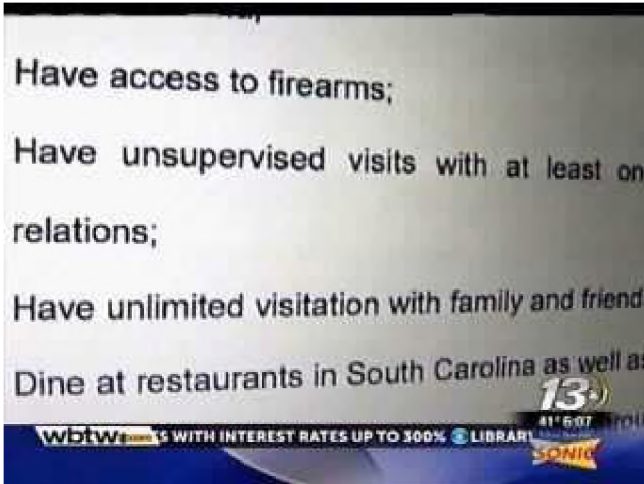 Have access to firearms;
Have unsupervised visits with at least on
relations;
Have unlimited visitation with family and friend
Dine at restaurants in South Carolina as well as
13
41° 6:07
wbtw.com S WITH INTEREST RATES UP TO 300% LIBRAR
SONIC